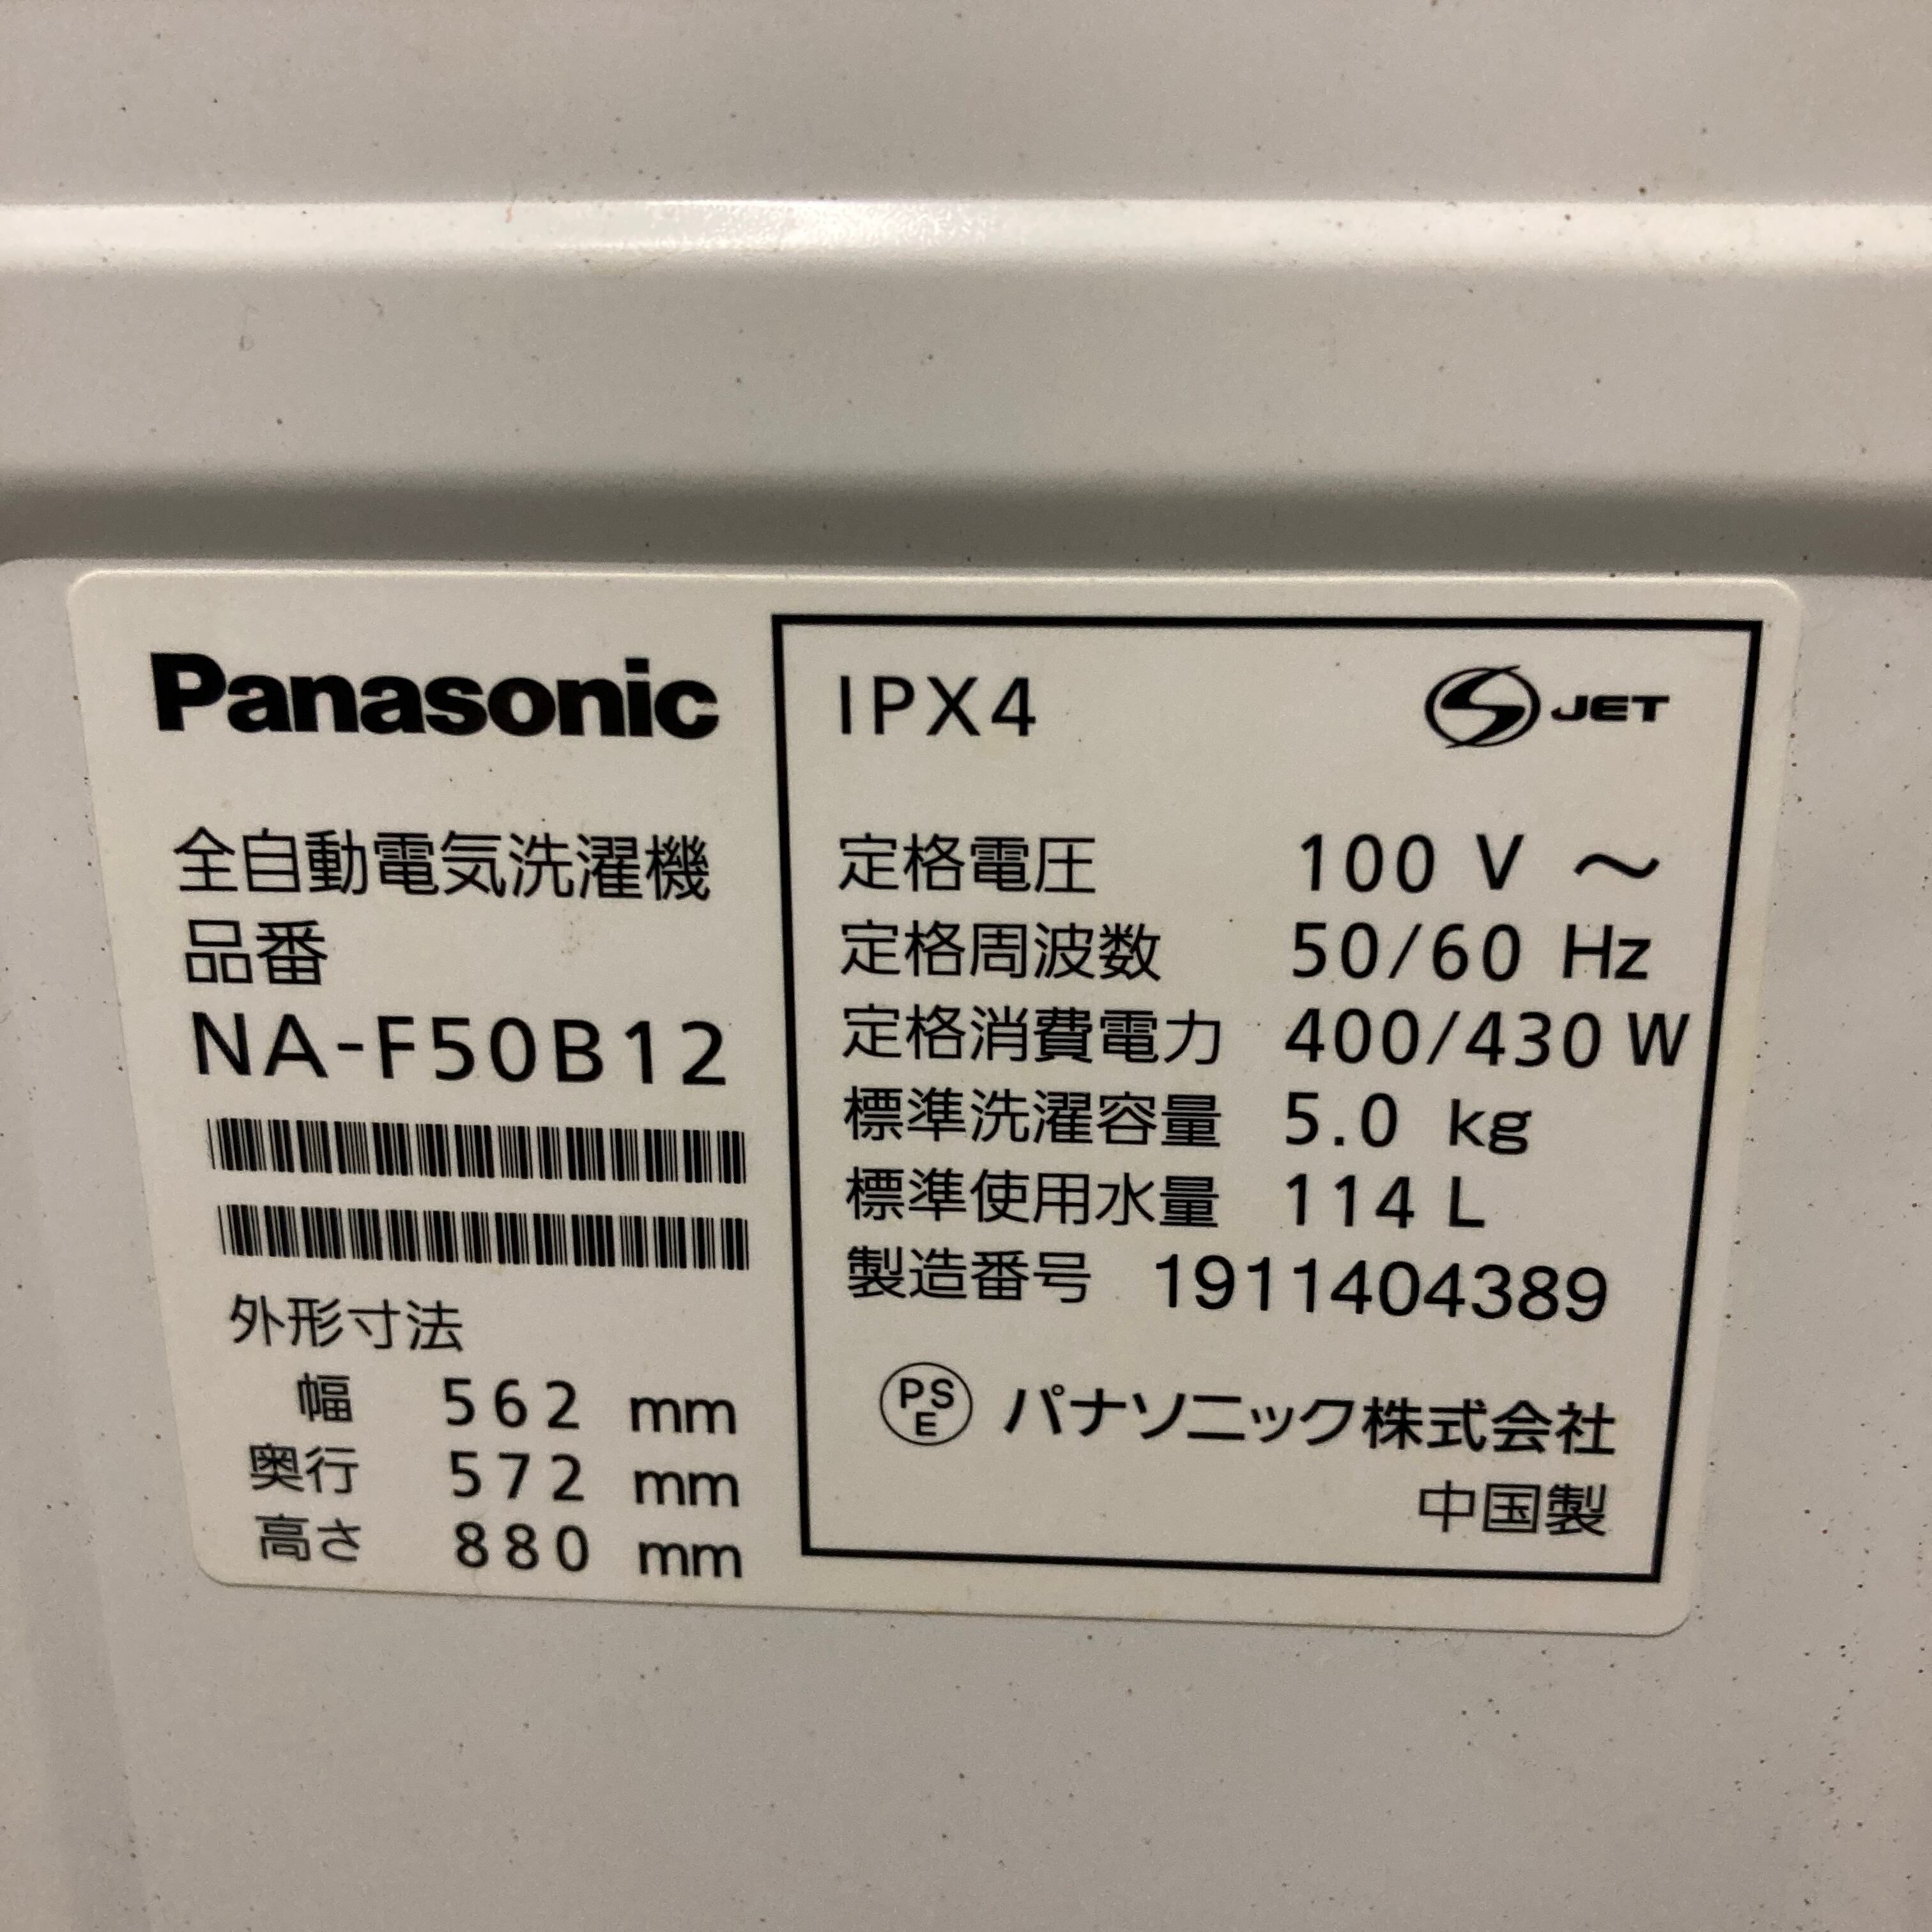 Panasonic
全自動電気洗濯機
品番
NA-F50B12
外形寸法
幅 562 mm
奥行 572 mm
高さ 880 mm
IPX4
S JET
定格電圧 100 V ～
定格周波数 50/60 Hz
定格消費電力 400/430 W
標準洗濯容量 5.0 kg
標準使用水量 114 L
製造番号 1911404389
PSE パナソニック株式会社
中国製